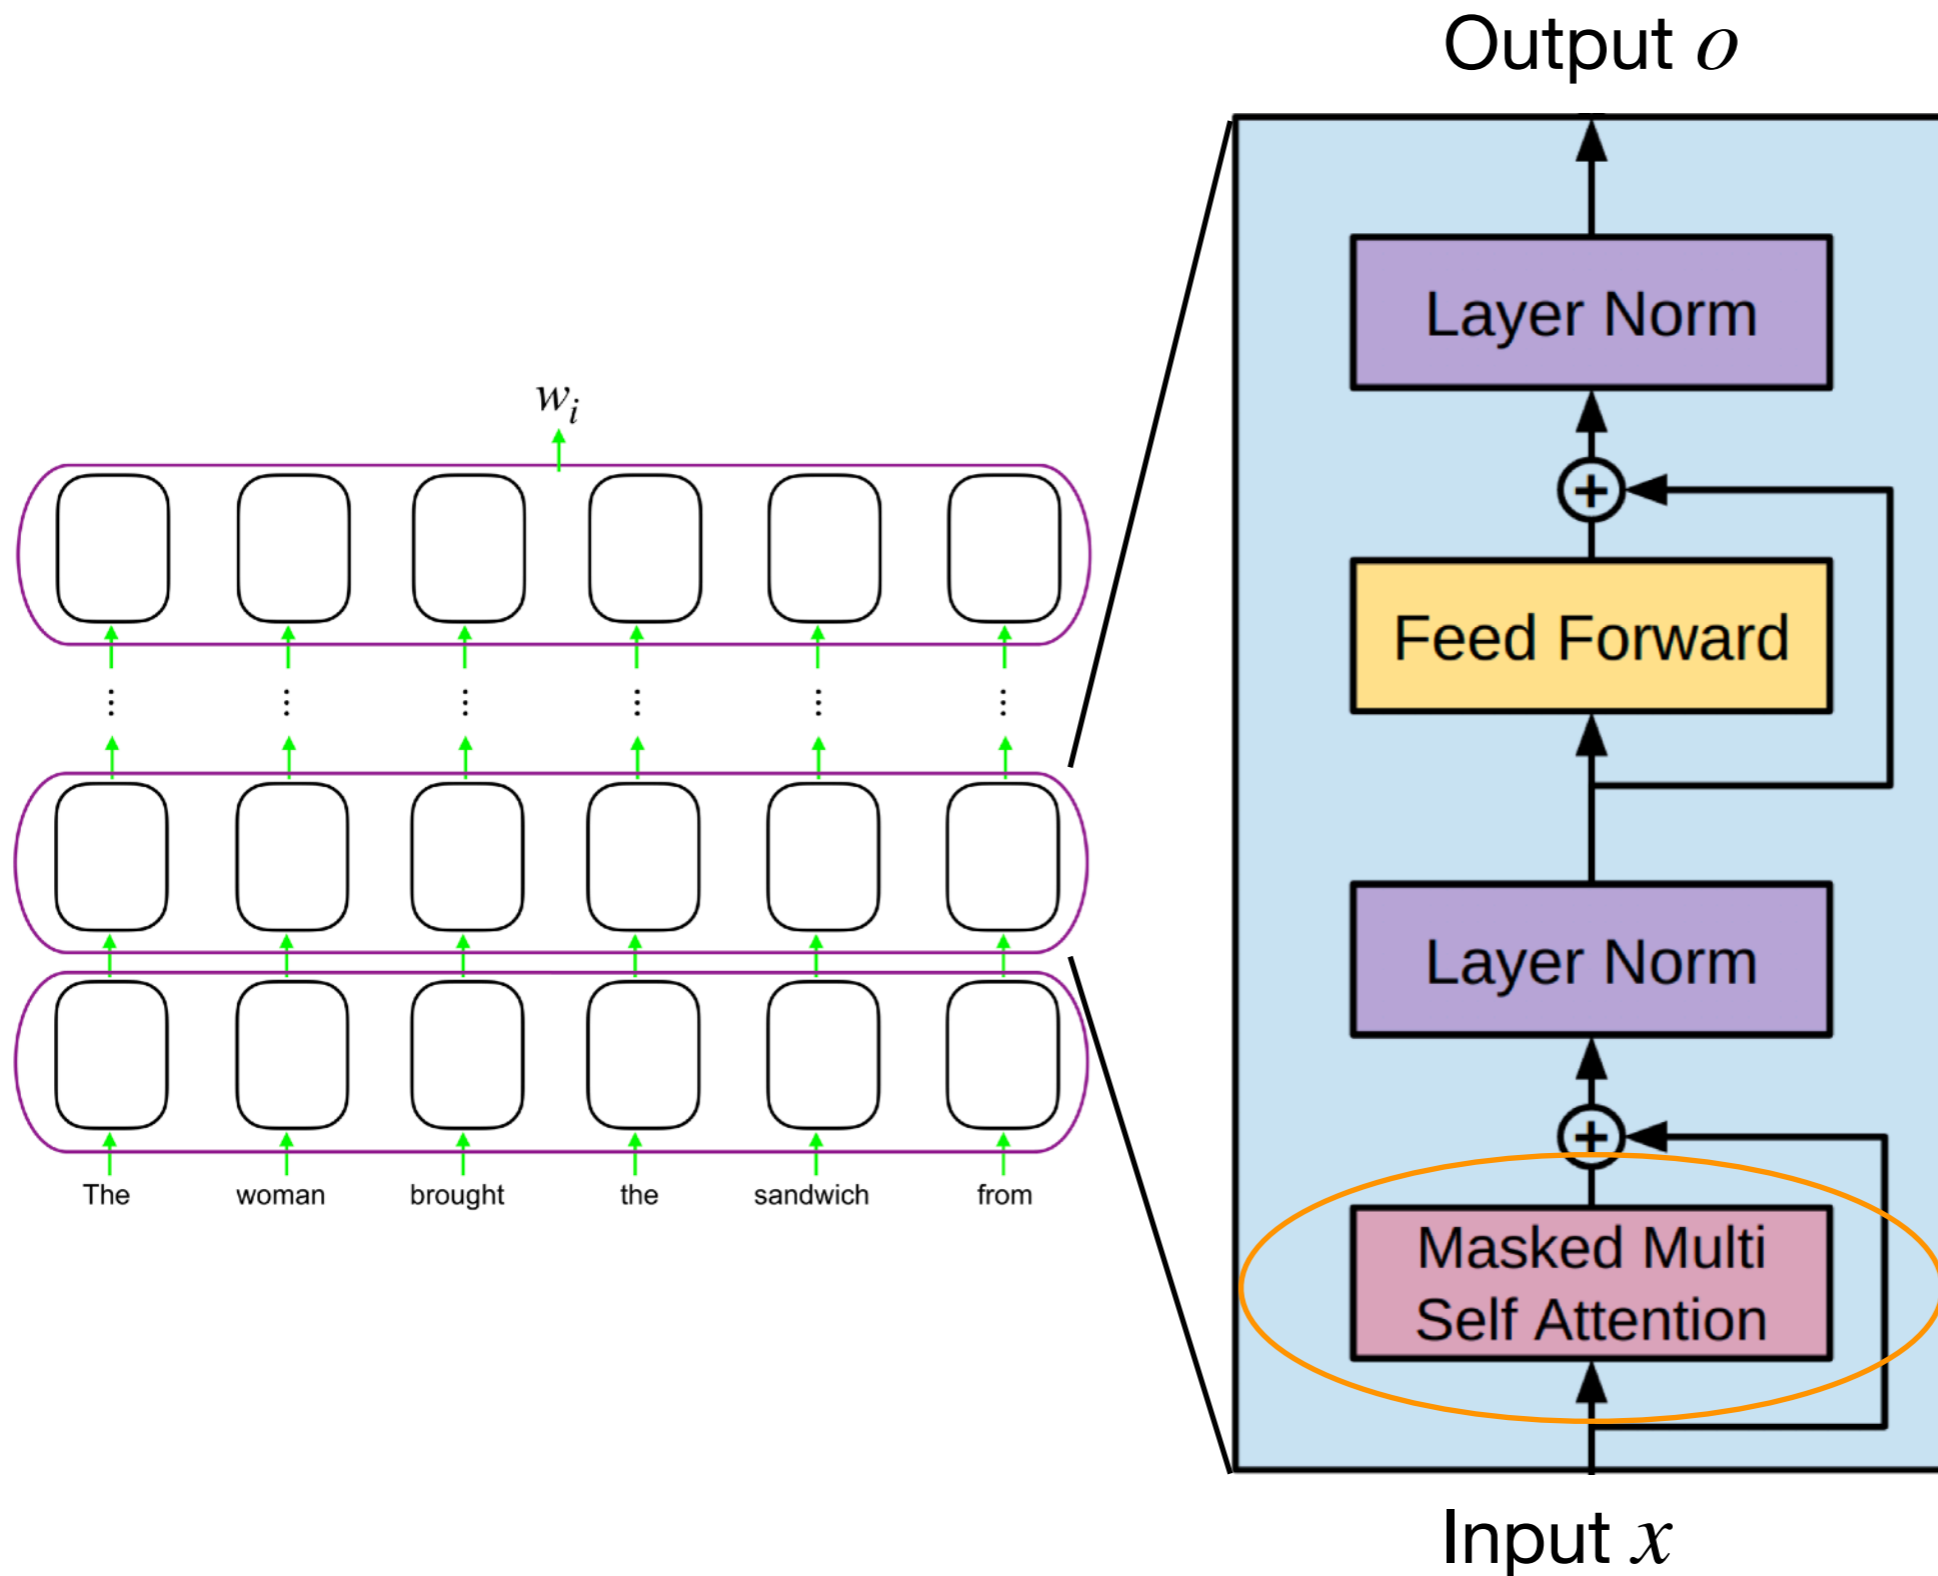 Output o
Layer Norm
+
Feed Forward
Layer Norm
+
Masked Multi
Self Attention
Input x
w_i
⋮ ⋮ ⋮ ⋮ ⋮ ⋮
The woman brought the sandwich from